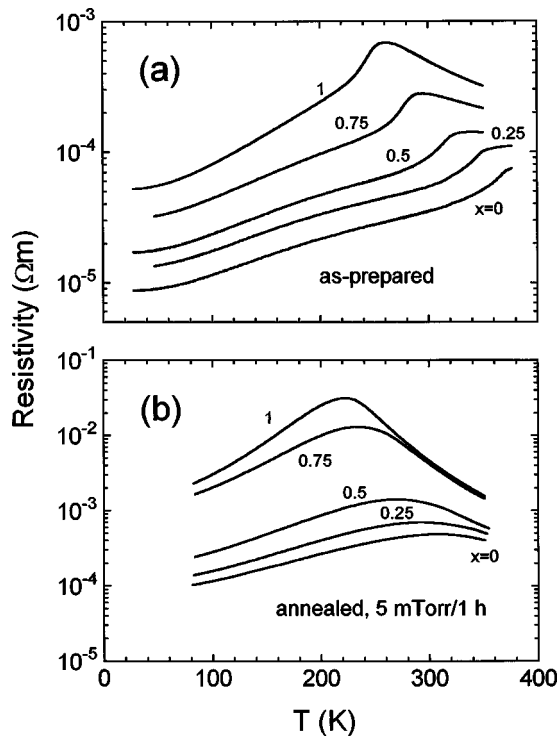 10^-3
(a)
1
0.75
0.25
10^-4
0.5
x=0
10^-5
as-prepared
Resistivity (Ωm)
10^-1
(b)
1
10^-2
0.75
0.5
10^-3
0.25
x=0
10^-4
annealed, 5 mTorr/1 h
10^-5
0 100 200 300 400
T (K)